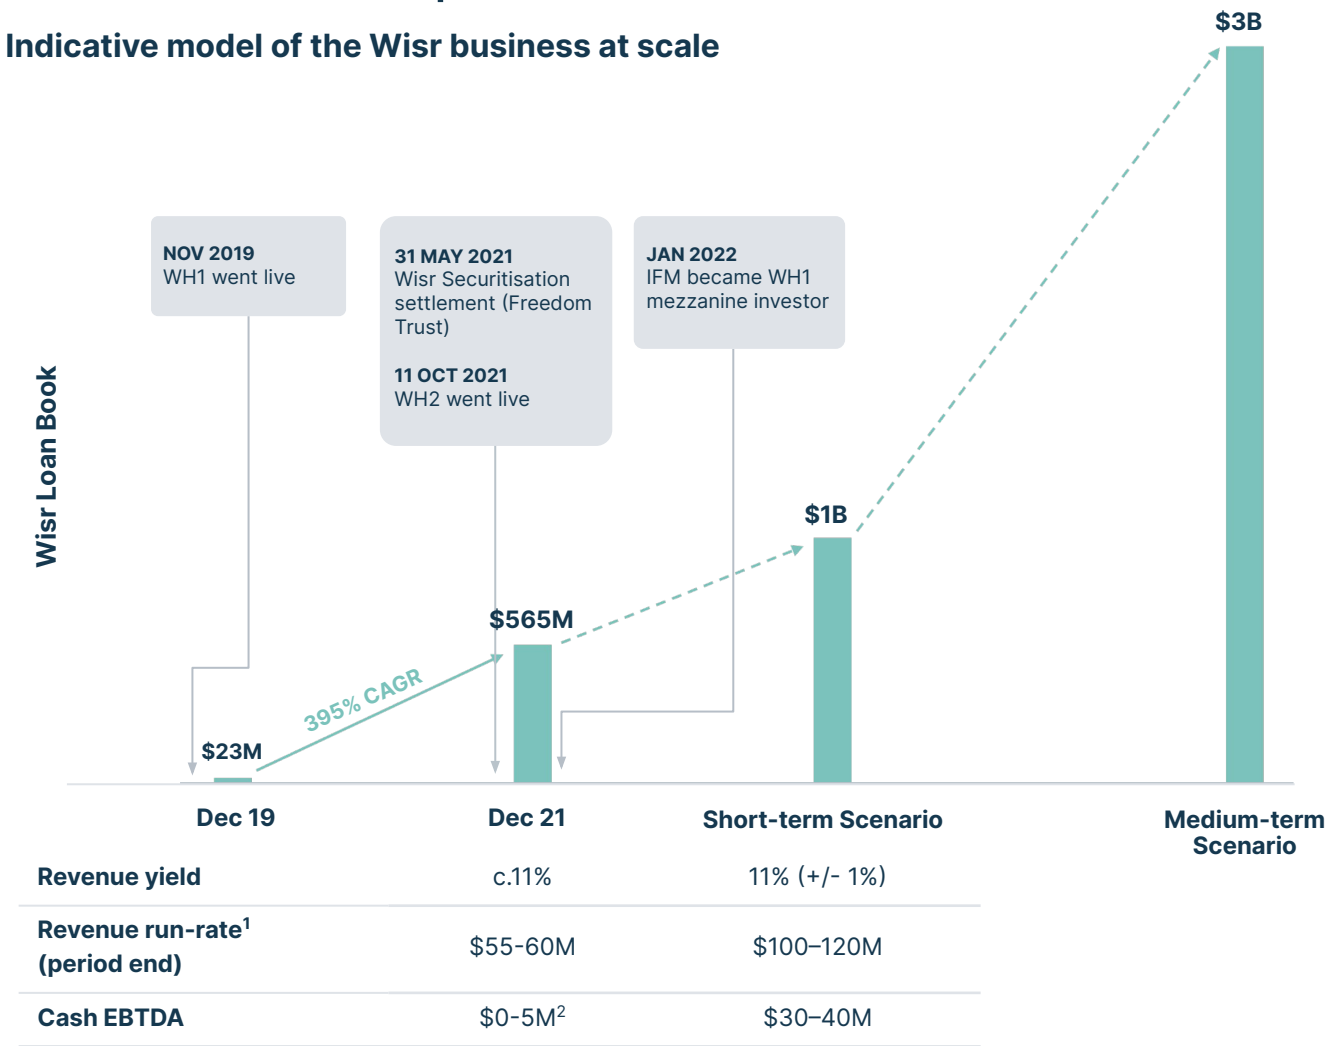 Indicative model of the Wisr business at scale
$3B
NOV 2019
WH1 went live
31 MAY 2021
Wisr Securitisation
settlement (Freedom
Trust)
11 OCT 2021
WH2 went live
JAN 2022
IFM became WH1
mezzanine investor
Wisr Loan Book
$1B
$565M
395% CAGR
$23M
Dec 19
Dec 21
Short-term Scenario
Medium-term
Scenario
Revenue yield
c.11%
11% (+/- 1%)
Revenue run-rate¹
(period end)
$55-60M
$100–120M
Cash EBTDA
$0-5M²
$30–40M